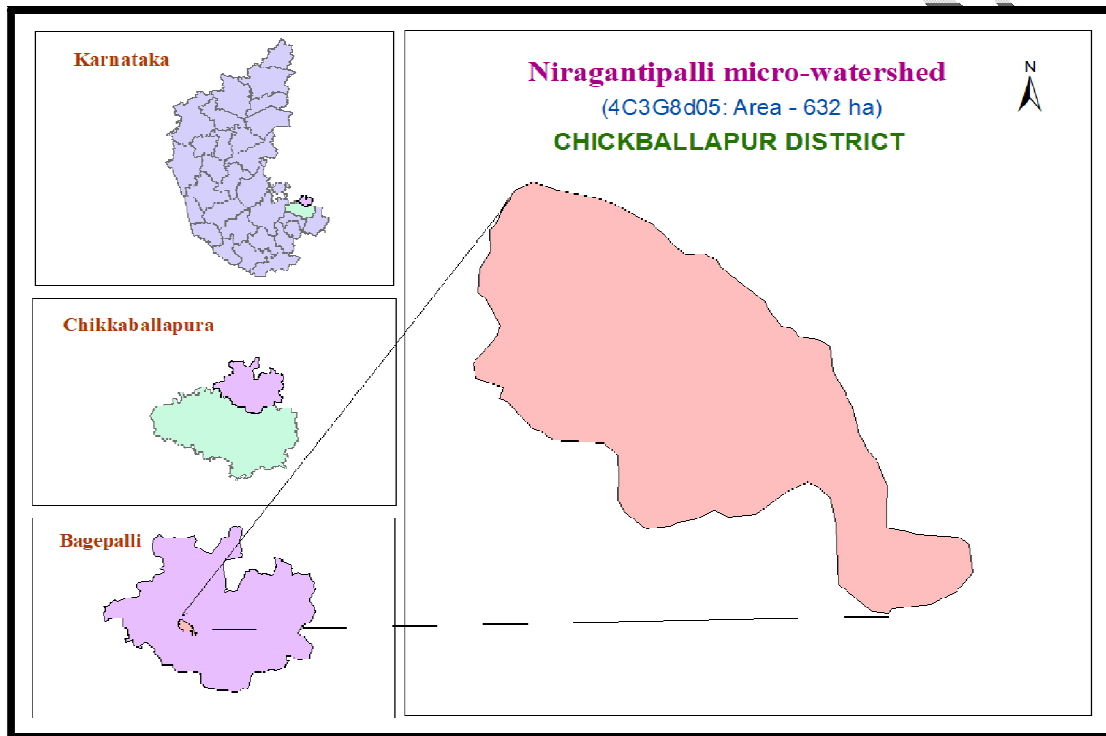 Karnataka
Niragantipalli micro-watershed
(4C3G8d05: Area - 632 ha)
CHICKBALLAPUR DISTRICT
N
Chikkaballapura
Bagepalli